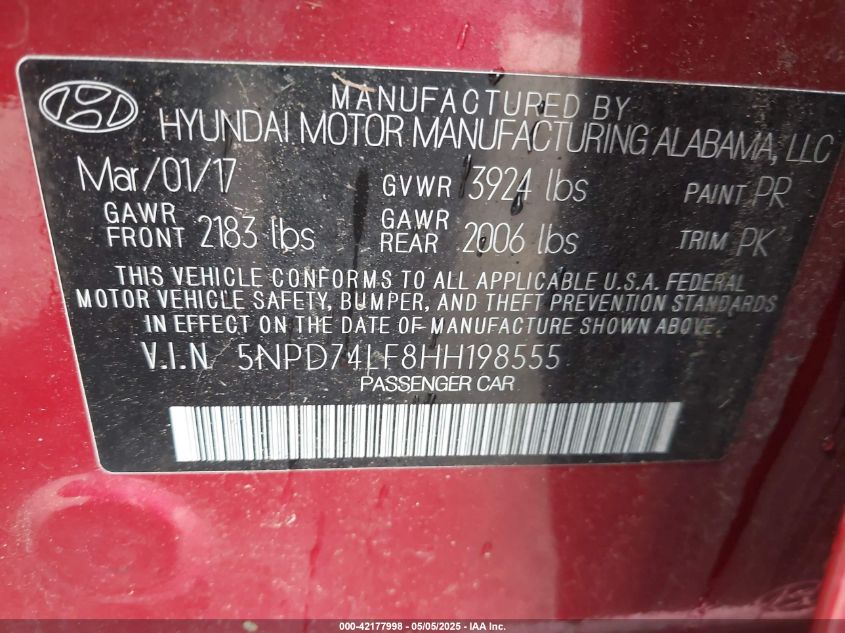 MANUFACTURED BY
HYUNDAI MOTOR MANUFACTURING ALABAMA, LLC
Mar/01/17 GVWR 3924 lbs PAINT PR
GAWR FRONT 2183 lbs GAWR REAR 2006 lbs TRIM PK
THIS VEHICLE CONFORMS TO ALL APPLICABLE U.S.A. FEDERAL
MOTOR VEHICLE SAFETY, BUMPER, AND THEFT PREVENTION STANDARDS
IN EFFECT ON THE DATE OF MANUFACTURE SHOWN ABOVE.
V.I.N. 5NPD74LF8HH198555
PASSENGER CAR
000-42177998 - 05/05/2025 - IAA Inc.